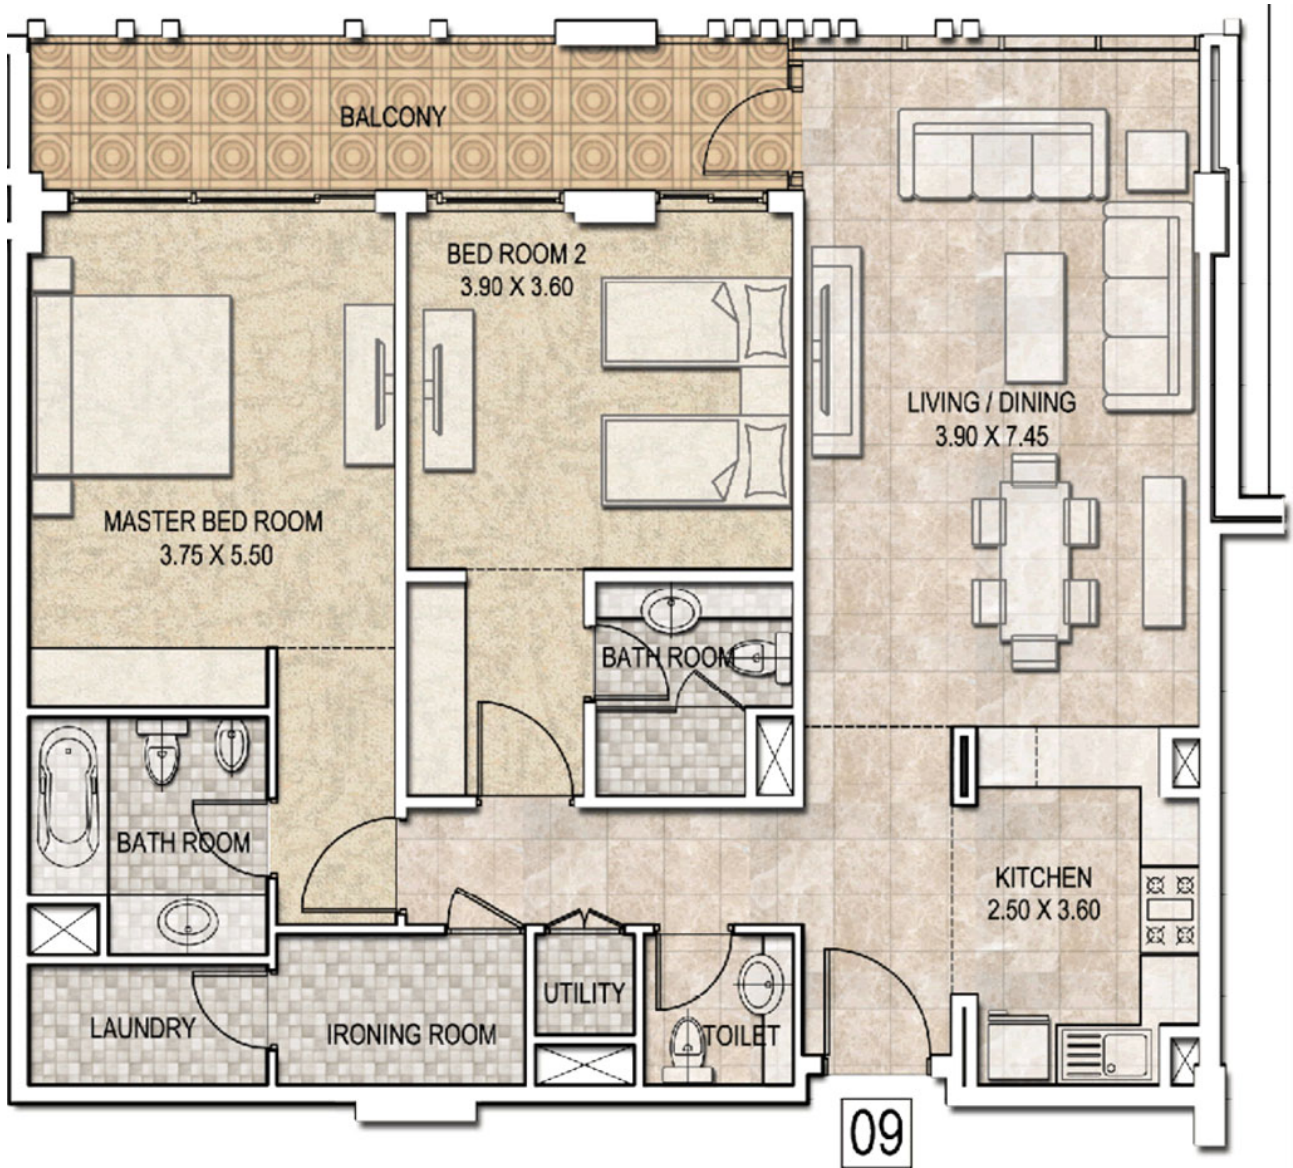 BALCONY
BED ROOM 2
3.90 X 3.60
LIVING / DINING
3.90 X 7.45
MASTER BED ROOM
3.75 X 5.50
BATH ROOM
BATH ROOM
KITCHEN
2.50 X 3.60
UTILITY
LAUNDRY
IRONING ROOM
TOILET
09